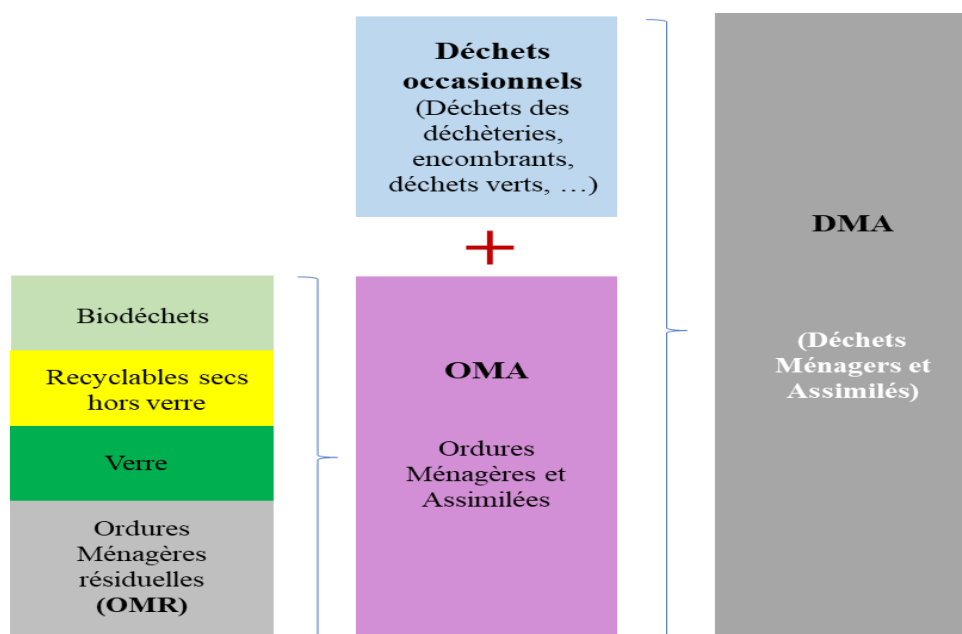 Déchets
occasionnels
(Déchets des
déchèteries,
encombrants,
déchets verts, …)
+
Biodéchets
Recyclables secs
hors verre
Verre
Ordures
Ménagères
résiduelles
(OMR)
OMA
Ordures
Ménagères et
Assimilées
DMA
(Déchets
Ménagers et
Assimilés)